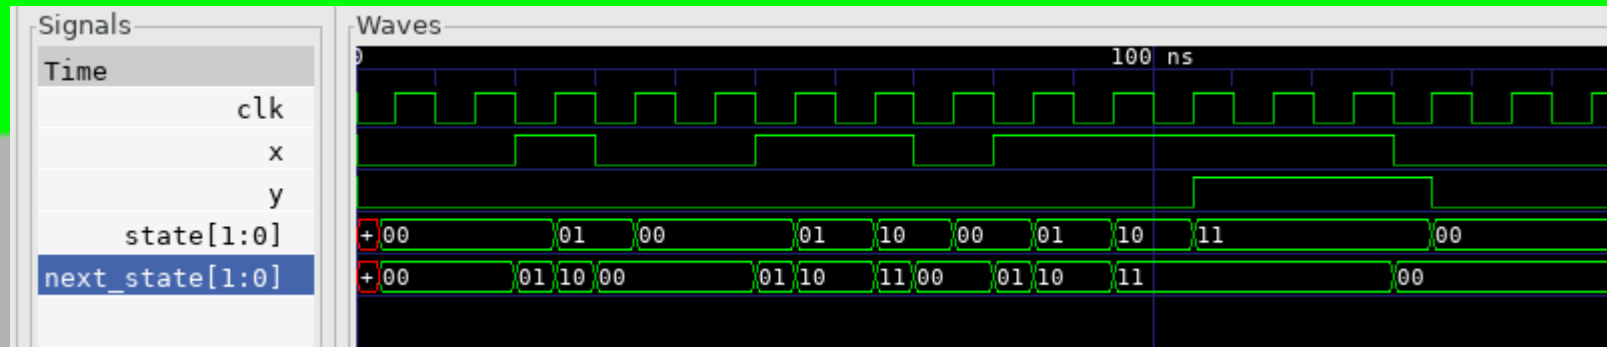 Signals Waves
Time 0 100 ns
clk
x
y
state[1:0] + 00 01 00 01 10 00 01 10 11 00
next_state[1:0] + 00 01 10 00 01 10 11 00 01 10 11 00